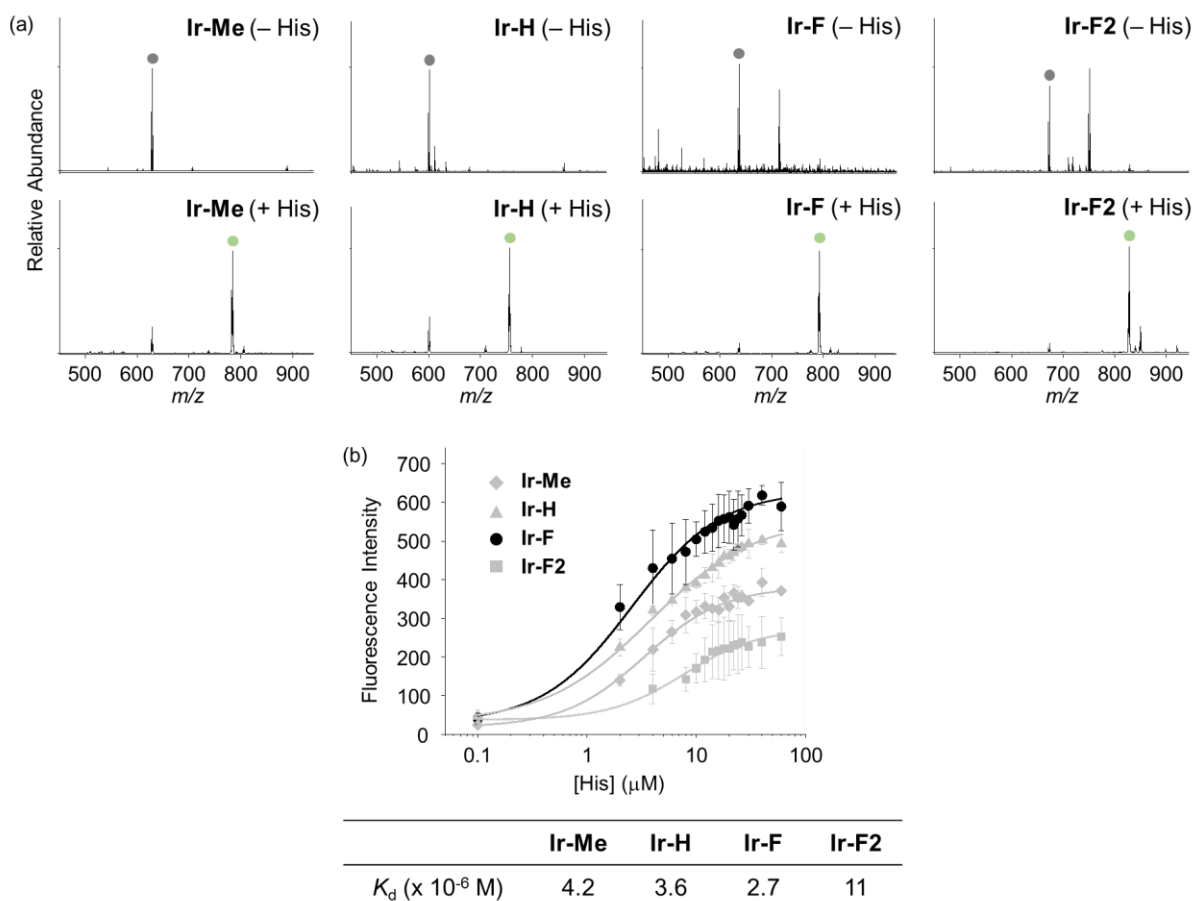 (a)
Ir-Me (– His) Ir-H (– His) Ir-F (– His) Ir-F2 (– His)
Relative Abundance
Ir-Me (+ His) Ir-H (+ His) Ir-F (+ His) Ir-F2 (+ His)
500 600 700 800 900 500 600 700 800 900 500 600 700 800 900 500 600 700 800 900
m/z m/z m/z m/z
(b)
Fluorescence Intensity
700
600
500
400
300
200
100
0
Ir-Me
Ir-H
Ir-F
Ir-F2
0.1 1 10 100
[His] (μM)
Ir-Me Ir-H Ir-F Ir-F2
Kd (x 10-6 M) 4.2 3.6 2.7 11